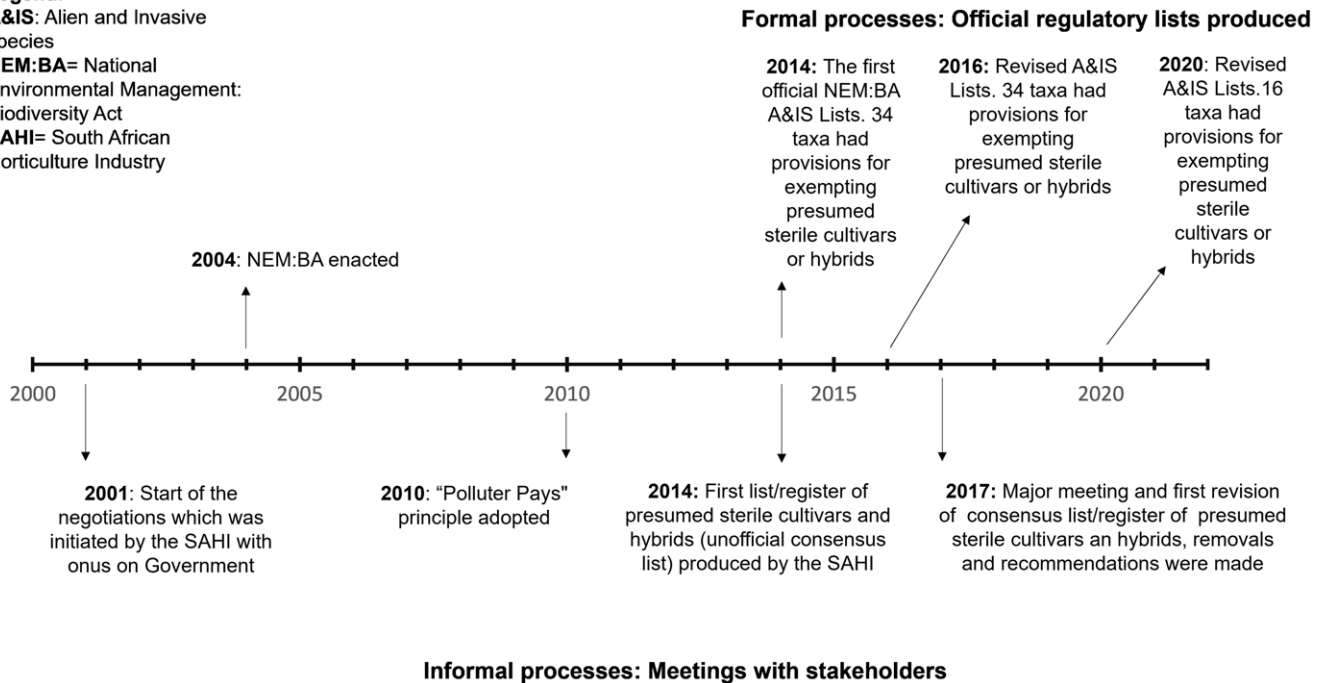 &IS: Alien and Invasive
pecies
EM:BA= National
nvironmental Management:
iodiversity Act
AHI= South African
orticulture Industry
Formal processes: Official regulatory lists produced
2014: The first
official NEM:BA
A&IS Lists. 34
taxa had
provisions for
exempting
presumed
sterile cultivars
or hybrids
2016: Revised A&IS
Lists. 34 taxa had
provisions for
exempting
presumed sterile
cultivars or hybrids
2020: Revised
A&IS Lists.16
taxa had
provisions for
exempting
presumed
sterile
cultivars or
hybrids
2004: NEM:BA enacted
2000
2005
2010
2015
2020
2001: Start of the
negotiations which was
initiated by the SAHI with
onus on Government
2010: “Polluter Pays"
principle adopted
2014: First list/register of
presumed sterile cultivars and
hybrids (unofficial consensus
list) produced by the SAHI
2017: Major meeting and first revision
of consensus list/register of presumed
sterile cultivars an hybrids, removals
and recommendations were made
Informal processes: Meetings with stakeholders